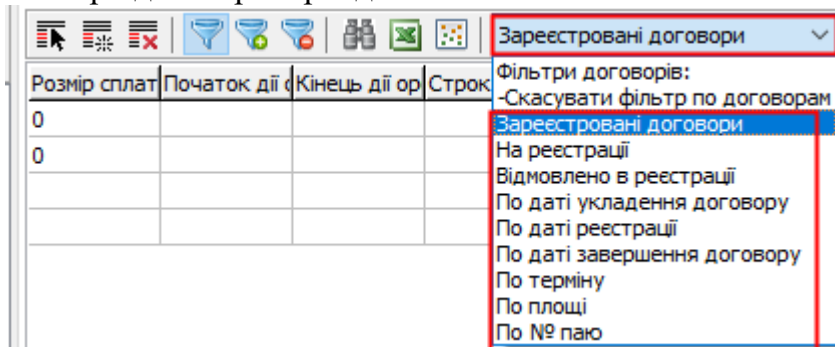 Зареєстровані договори
Розмір сплат Початок дії Кінець дії ор Строк
Фільтри договорів:
-Скасувати фільтр по договорам
Зареєстровані договори
0
На реєстрації
0
Відмовлено в реєстрації
По даті укладення договору
По даті реєстрації
По даті завершення договору
По терміну
По площі
По № паю